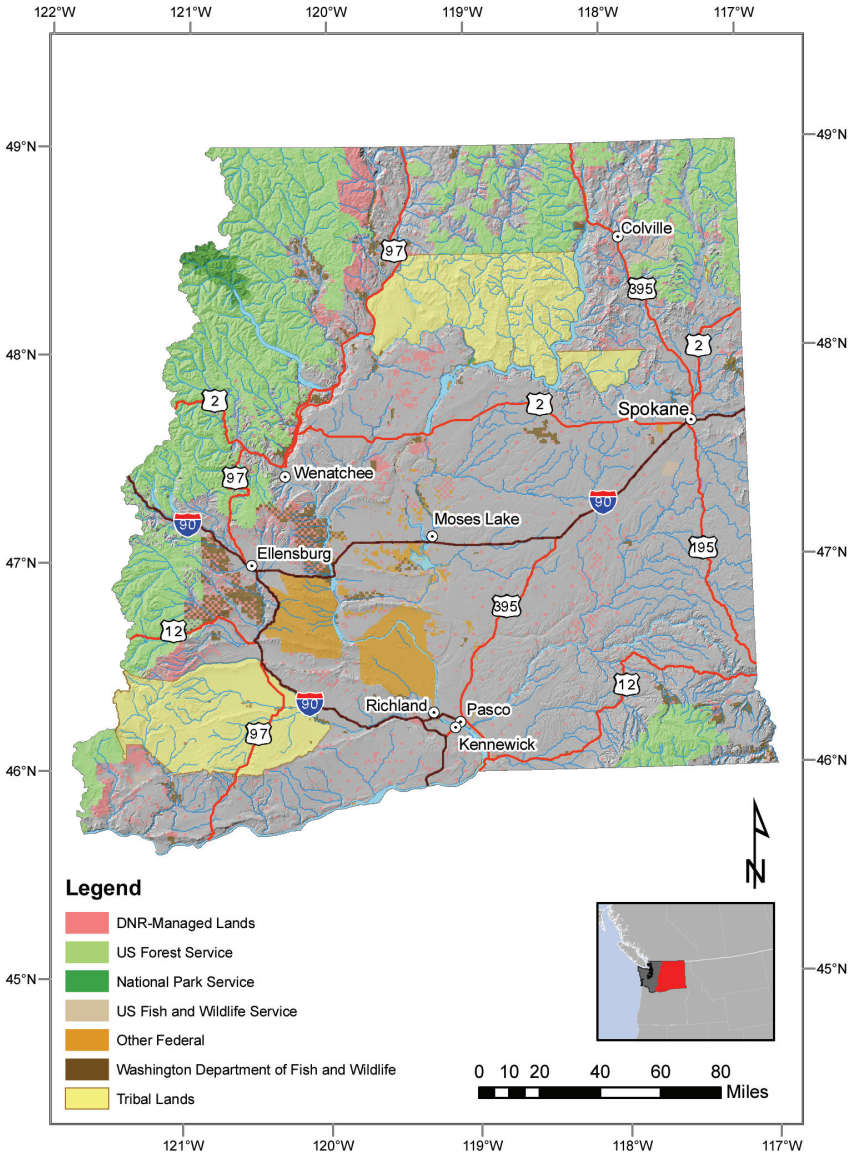 122°W 121°W 120°W 119°W 118°W 117°W
49°N 49°N
Colville
97
395
48°N 48°N
2
2 2
Spokane
97 Wenatchee
90
90 Moses Lake
195
47°N Ellensburg 47°N
395
12
12
90 Richland Pasco
97
Kennewick
46°N 46°N
N
Legend
DNR-Managed Lands
US Forest Service
45°N National Park Service 45°N
US Fish and Wildlife Service
Other Federal
Washington Department of Fish and Wildlife
Tribal Lands
0 10 20 40 60 80
Miles
121°W 120°W 119°W 118°W 117°W